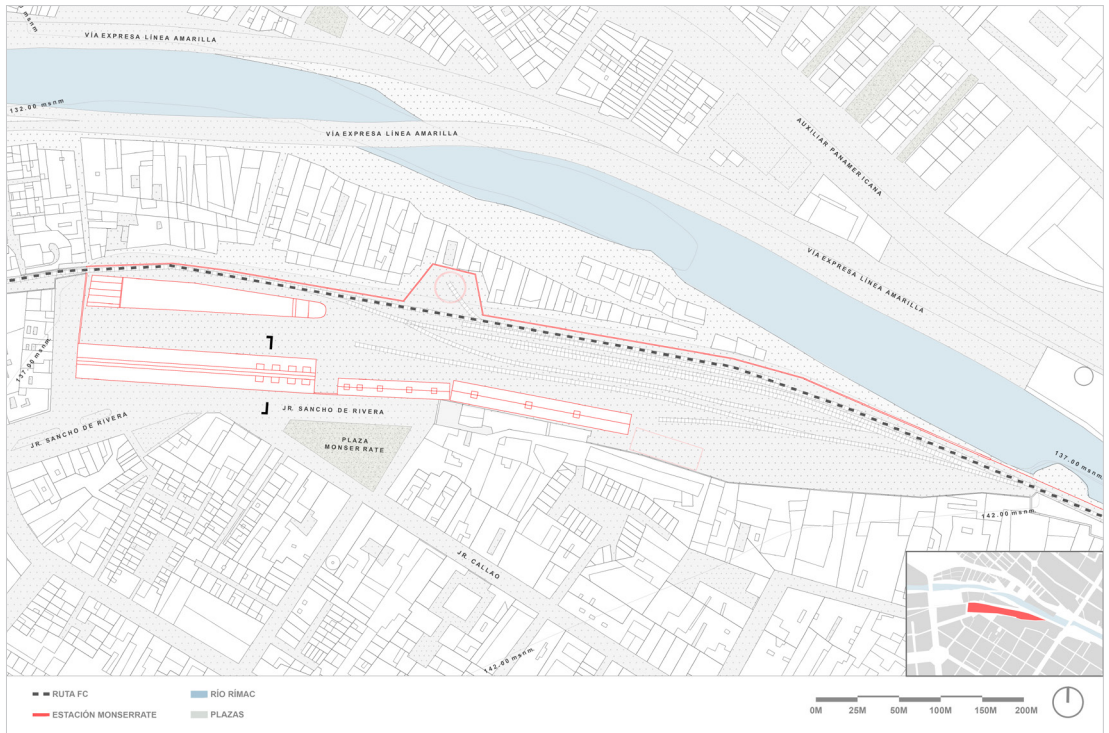 msnm
VÍA EXPRESA LÍNEA AMARILLA
132.00 msnm
VÍA EXPRESA LÍNEA AMARILLA
AUXILIAR PANAMERICANA
VÍA EXPRESA LÍNEA AMARILLA
137.00 msnm
JR. SANCHO DE RIVERA
JR. SANCHO DE RIVERA
PLAZA
MONSERRATE
137.00 msnm
142.00 msnm
JR. CALLAO
142.00 msnm
RUTA FC
RÍO RÍMAC
ESTACIÓN MONSERRATE
PLAZAS
0M 25M 50M 100M 150M 200M